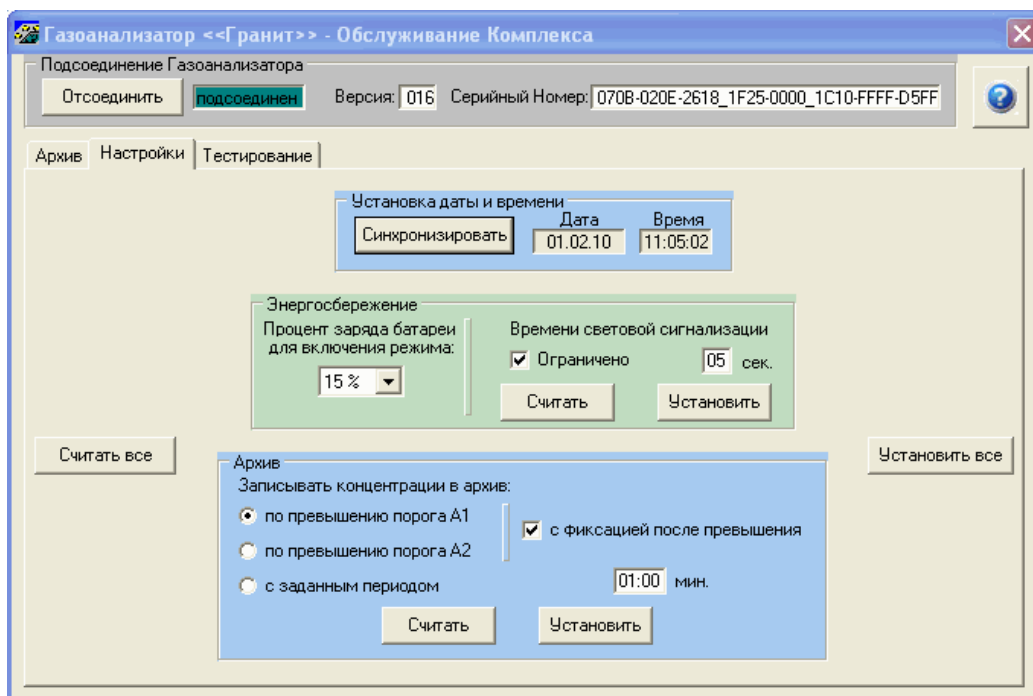 Газоанализатор <<Гранит>> - Обслуживание Комплекса
Подсоединение Газоанализатора
Отсоединить подсоединен Версия: 016 Серийный Номер: 070B-020E-2618_1F25-0000_1C10-FFFF-D5FF
Архив Настройки Тестирование
Установка даты и времени
Дата Время
Синхронизировать 01.02.10 11:05:02
Энергосбережение
Процент заряда батареи
для включения режима:
15 %
Времени световой сигнализации
Ограничено 05 сек.
Считать Установить
Считать все
Установить все
Архив
Записывать концентрации в архив:
по превышению порога А1
по превышению порога А2
с заданным периодом
с фиксацией после превышения
01:00 мин.
Считать Установить